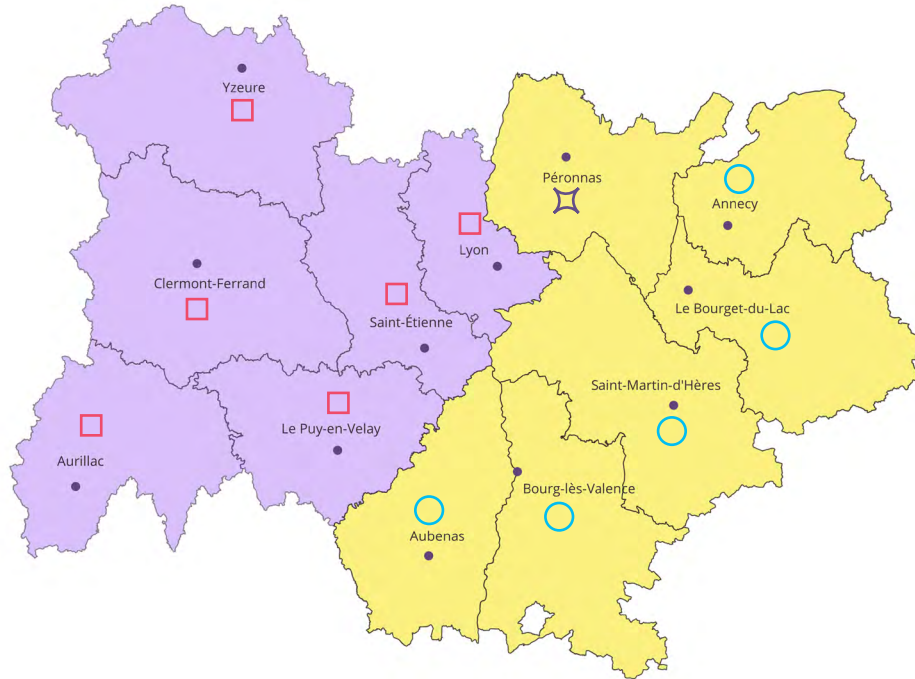 Yzeure
Péronnas
Annecy
Lyon
Clermont-Ferrand
Le Bourget-du-Lac
Saint-Étienne
Saint-Martin-d'Hères
Le Puy-en-Velay
Aurillac
Bourg-lès-Valence
Aubenas